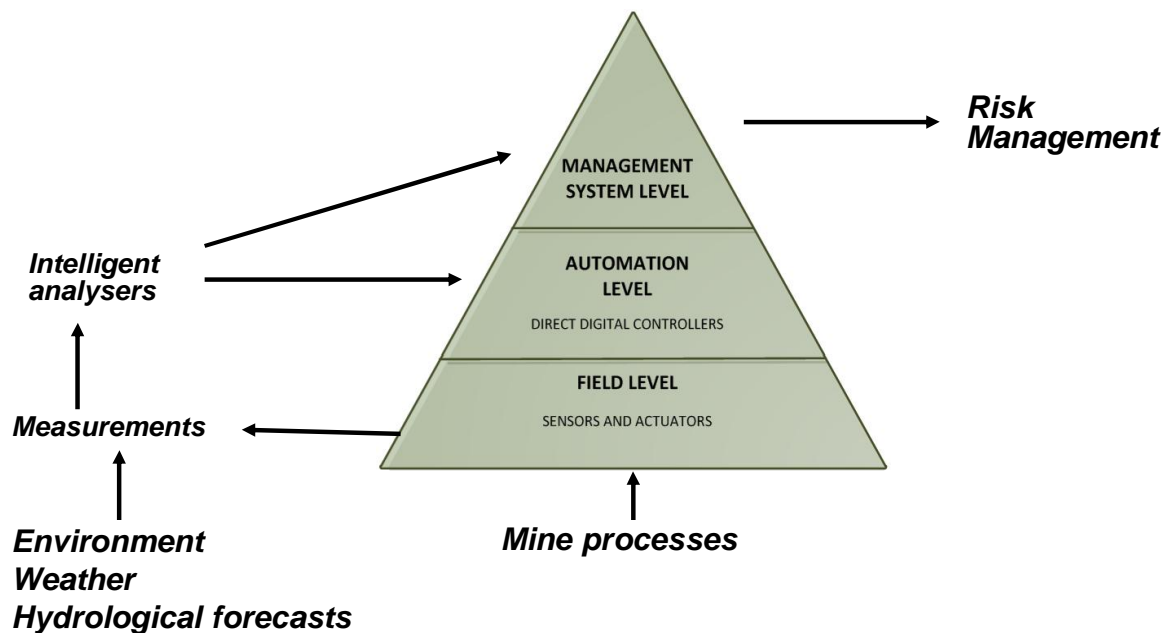 Risk
Management
MANAGEMENT
SYSTEM LEVEL
Intelligent
analysers
AUTOMATION
LEVEL
DIRECT DIGITAL CONTROLLERS
FIELD LEVEL
SENSORS AND ACTUATORS
Measurements
Mine processes
Environment
Weather
Hydrological forecasts